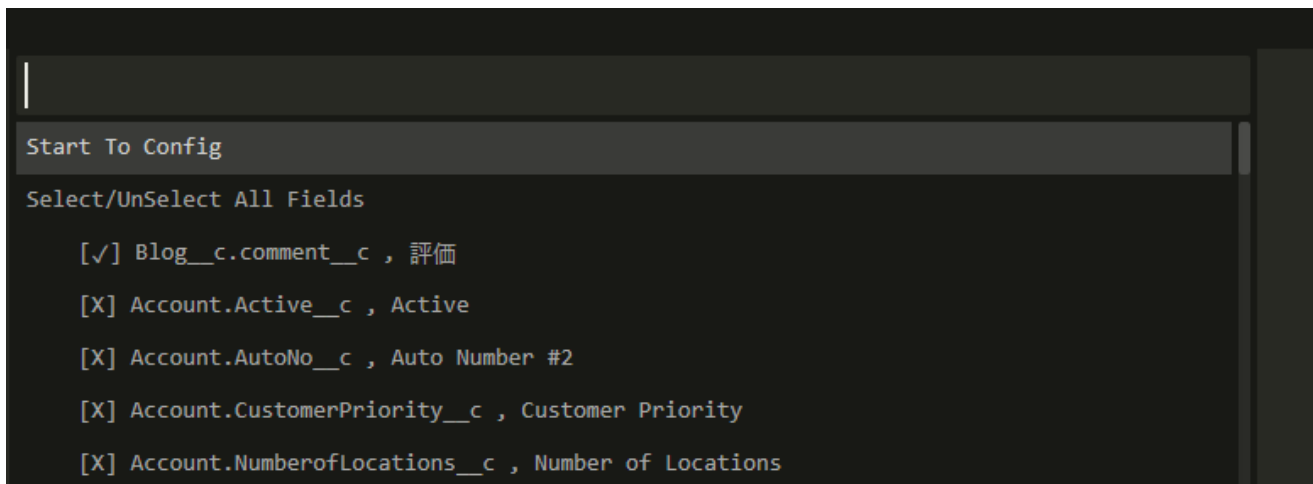 Start To Config
Select/UnSelect All Fields
[✓] Blog__c.comment__c , 評価
[X] Account.Active__c , Active
[X] Account.AutoNo__c , Auto Number #2
[X] Account.CustomerPriority__c , Customer Priority
[X] Account.NumberofLocations__c , Number of Locations